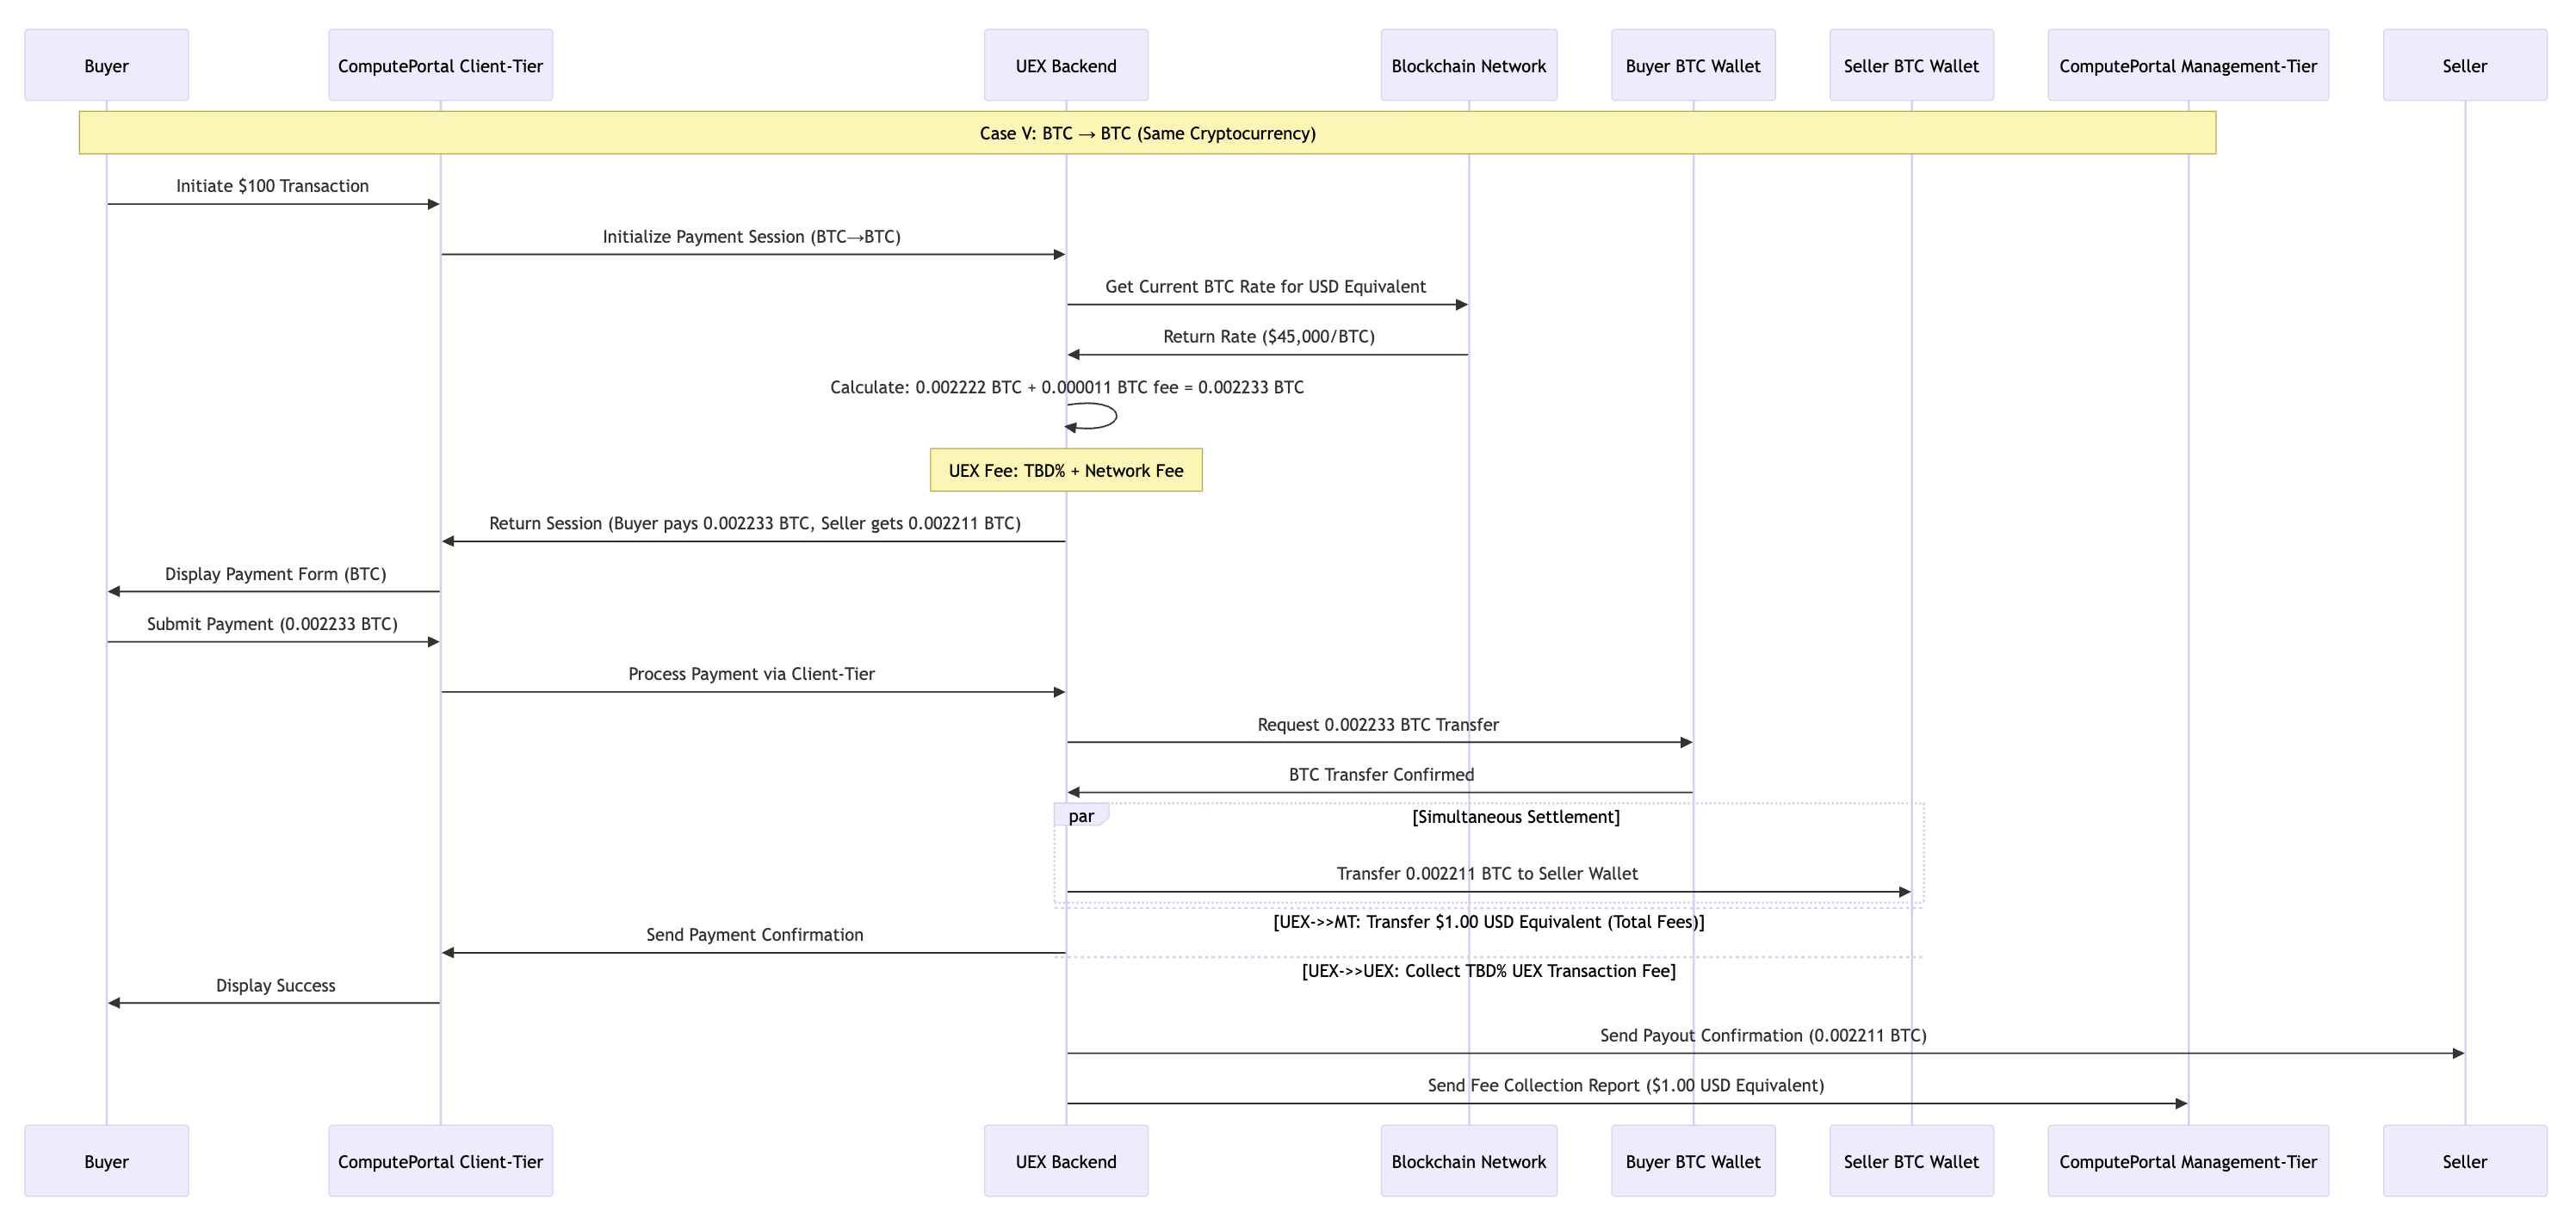 Buyer
ComputePortal Client-Tier
UEX Backend
Blockchain Network
Buyer BTC Wallet
Seller BTC Wallet
ComputePortal Management-Tier
Seller
Case V: BTC → BTC (Same Cryptocurrency)
Initiate $100 Transaction
Initialize Payment Session (BTC→BTC)
Get Current BTC Rate for USD Equivalent
Return Rate ($45,000/BTC)
Calculate: 0.002222 BTC + 0.000011 BTC fee = 0.002233 BTC
UEX Fee: TBD% + Network Fee
Return Session (Buyer pays 0.002233 BTC, Seller gets 0.002211 BTC)
Display Payment Form (BTC)
Submit Payment (0.002233 BTC)
Process Payment via Client-Tier
Request 0.002233 BTC Transfer
BTC Transfer Confirmed
par
[Simultaneous Settlement]
Transfer 0.002211 BTC to Seller Wallet
[UEX->>MT: Transfer $1.00 USD Equivalent (Total Fees)]
Send Payment Confirmation
[UEX->>UEX: Collect TBD% UEX Transaction Fee]
Display Success
Send Payout Confirmation (0.002211 BTC)
Send Fee Collection Report ($1.00 USD Equivalent)
Buyer
ComputePortal Client-Tier
UEX Backend
Blockchain Network
Buyer BTC Wallet
Seller BTC Wallet
ComputePortal Management-Tier
Seller